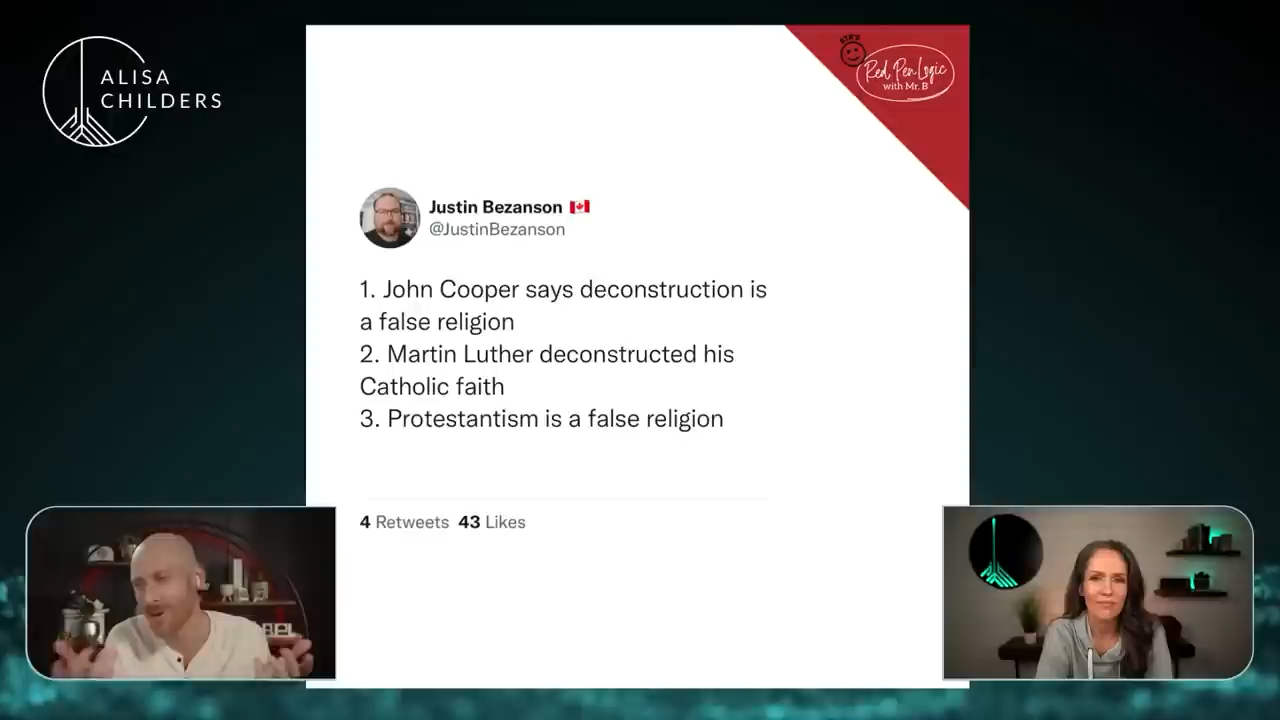 ALISA
CHILDERS
STR'S
Red Pen Logic
with Mr. B
Justin Bezanson 🇨🇦
@JustinBezanson
1. John Cooper says deconstruction is
a false religion
2. Martin Luther deconstructed his
Catholic faith
3. Protestantism is a false religion
4 Retweets 43 Likes